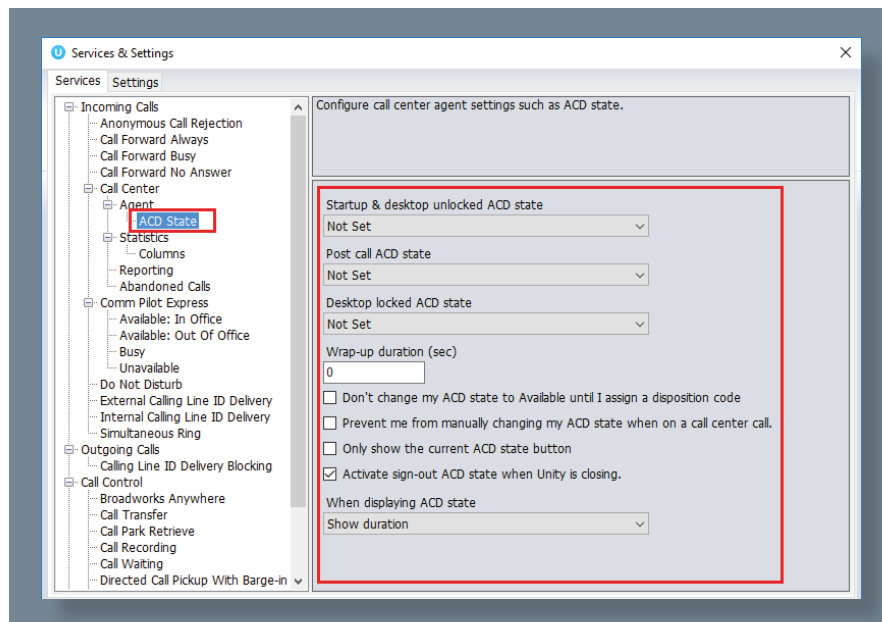 U Services & Settings
Services Settings
Incoming Calls
Anonymous Call Rejection
Call Forward Always
Call Forward Busy
Call Forward No Answer
Call Center
Agent
ACD State
Statistics
Columns
Reporting
Abandoned Calls
Comm Pilot Express
Available: In Office
Available: Out Of Office
Busy
Unavailable
Do Not Disturb
External Calling Line ID Delivery
Internal Calling Line ID Delivery
Simultaneous Ring
Outgoing Calls
Calling Line ID Delivery Blocking
Call Control
Broadworks Anywhere
Call Transfer
Call Park Retrieve
Call Recording
Call Waiting
Directed Call Pickup With Barge-in
Configure call center agent settings such as ACD state.
Startup & desktop unlocked ACD state
Not Set
Post call ACD state
Not Set
Desktop locked ACD state
Not Set
Wrap-up duration (sec)
0
Don't change my ACD state to Available until I assign a disposition code
Prevent me from manually changing my ACD state when on a call center call.
Only show the current ACD state button
Activate sign-out ACD state when Unity is closing.
When displaying ACD state
Show duration